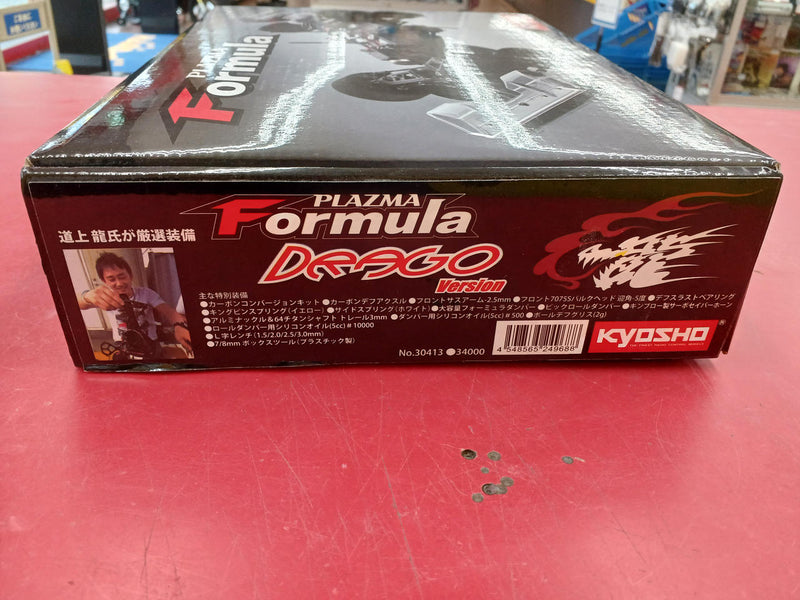 PLAZMA
Formula
PLAZMA
Formula
道上 龍氏が厳選装備
DRAGO
Version
主な特別装備
●カーボンコンバージョンキット ●カーボンデフアクスル ●フロントサスアーム-2.5mm ●フロント7075Sバルクヘッド 迎角-5度 ●デフスラストベアリング
●キングピンスプリング(イエロー) ●サイドスプリング(ホワイト) ●大容量フォーミュラダンパー ●ビックロールダンパー ●キンブロー製サーボセイバーホーン
●アルミナックル&64チタンシャフト トレール3mm ●ダンパー用シリコンオイル(5cc)#500 ●ボールデフグリス(2g)
●ロールダンパー用シリコンオイル(5cc)#10000
●L字レンチ(1.5/2.0/2.5/3.0mm)
●7/8mm ボックスツール(プラスチック製)
No.30413 ●34000
4 548565 249688
KYOSHO
THE FINEST RADIO CONTROL MODELS